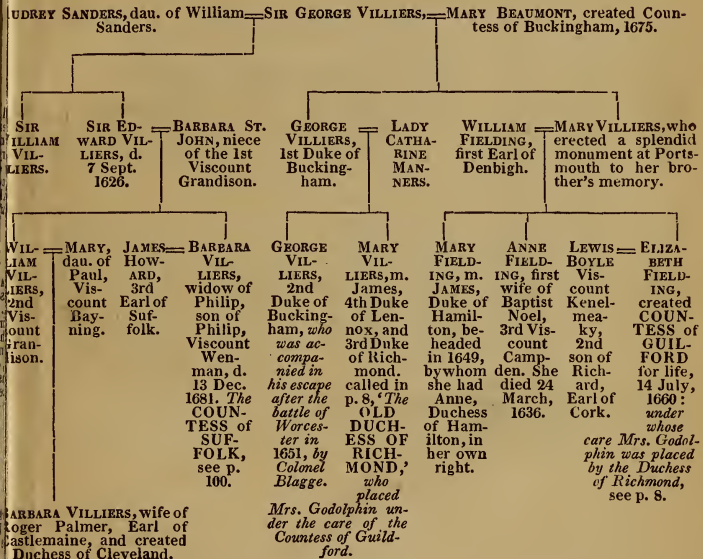 UDREY SANDERS, dau. of William
Sanders.
SIR GEORGE VILLIERS,
MARY BEAUMONT, created Coun-
tess of Buckingham, 1675.
SIR
ILLIAM
VIL-
LIERS.
SIR ED-
WARD VIL-
LIERS, d.
7 Sept.
1626.
BARBARA ST.
JOHN, niece
of the 1st
Viscount
Grandison.
GEORGE
VILLIERS,
1st Duke of
Bucking-
ham.
LADY
CATHA-
RINE
MAN-
NERS.
WILLIAM
FIELDING,
first Earl of
Denbigh.
MARY VILLIERS, who
erected a splendid
monument at Ports-
mouth to her bro-
ther's memory.
WIL-
LIAM
VIL-
IERS,
2nd
Vis-
ount
ran-
ison.
MARY,
dau. of
Paul,
Vis-
count
Bay-
ning.
JAMES
HOW-
ARD,
3rd
Earl of
Suf-
folk.
BARBARA
VIL-
LIERS,
widow of
Philip,
son of
Philip,
Viscount
Wen-
man, d.
13 Dec.
1681. The
COUN-
TESS OF
SUF-
FOLK,
see p.
100.
GEORGE
VIL-
LIERS,
2nd
Duke of
Bucking-
ham, who
was ac-
compa-
nied in
his escape
after the
battle of
Worces-
ter in
1651, by
Colonel
Blagge.
MARY
VIL-
LIERS, m.
James,
4th Duke
of Len-
nox, and
3rd Duke
of Rich-
mond.
called in
p. 8, ‘The
OLD
DUCH-
ESS OF
RICH-
MOND,’
who
placed
Mrs. Godolphin un-
der the care of the
Countess of Guild-
ford.
MARY
FIELD-
ING, m.
JAMES,
Duke of
Hamil-
ton, be-
headed
in 1649,
by whom
she had
Anne,
Duchess
of Ham-
ilton, in
her own
right.
ANNE
FIELD-
ING, first
wife of
Baptist
Noel,
3rd Vis-
count
Camp-
den. She
died 24
March,
1636.
LEWIS
BOYLE
Vis-
count
Kenel-
mea-
ky,
2nd
son of
Rich-
ard,
Earl of
Cork.
ELIZA-
BETH
FIELD-
ING,
created
COUN-
TESS of
GUIL-
FORD
for life,
14 July,
1660:
under
whose
care Mrs. Godol-
phin was placed
by the Duchess
of Richmond,
see p. 8.
ARBARA VILLIERS, wife of
oger Palmer, Earl of
astlemaine, and created
Duchess of Cleveland.